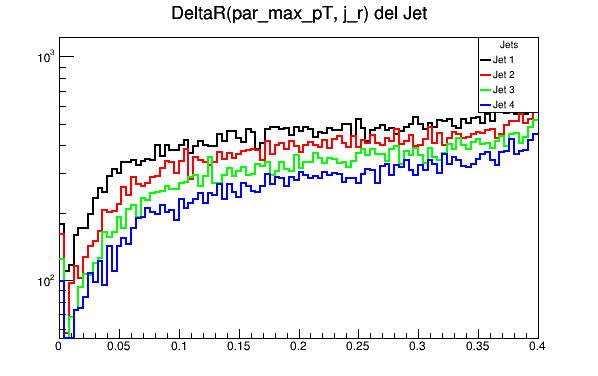 DeltaR(par_max_pT, j_r) del Jet
Jets
Jet 1
Jet 2
Jet 3
Jet 4
10³
10²
0 0.05 0.1 0.15 0.2 0.25 0.3 0.35 0.4